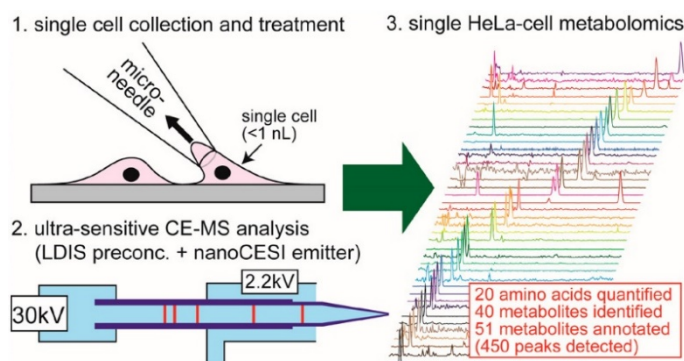 1. single cell collection and treatment
micro-
needle
single cell
(<1 nL)
2. ultra-sensitive CE-MS analysis
(LDIS preconc. + nanoCESI emitter)
2.2kV
30kV
3. single HeLa-cell metabolomics
20 amino acids quantified
40 metabolites identified
51 metabolites annotated
(450 peaks detected)